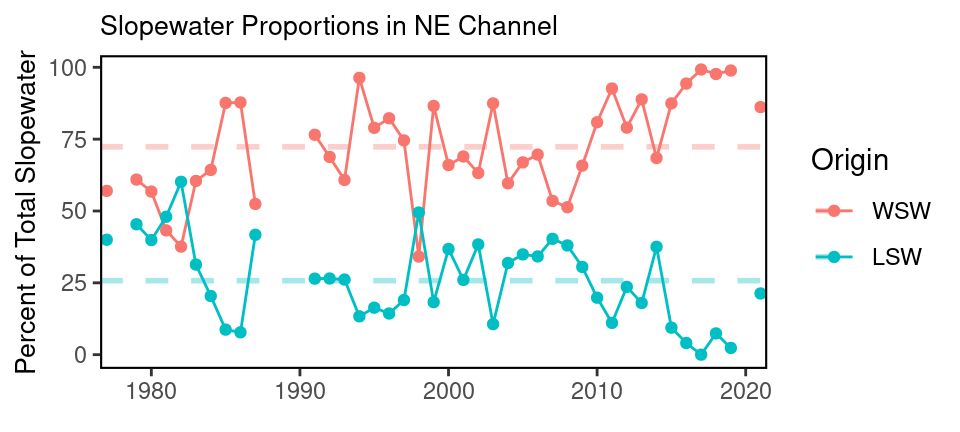 Slopewater Proportions in NE Channel
Percent of Total Slopewater
100
75
50
25
0
1980
1990
2000
2010
2020
Origin
WSW
LSW